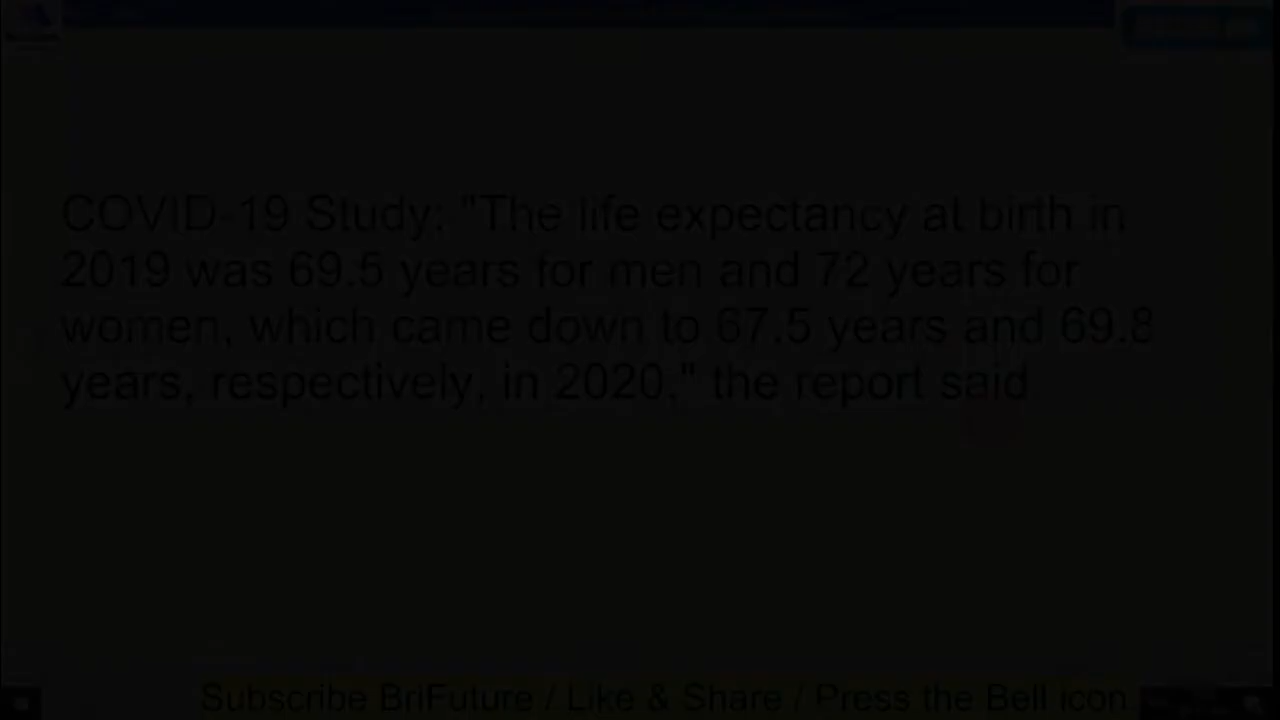 COVID-19 Study: "The life expectancy at birth in
2019 was 69.5 years for men and 72 years for
women, which came down to 67.5 years and 69.8
years, respectively, in 2020," the report said
Subscribe BriFuture / Like & Share / Press the Bell icon